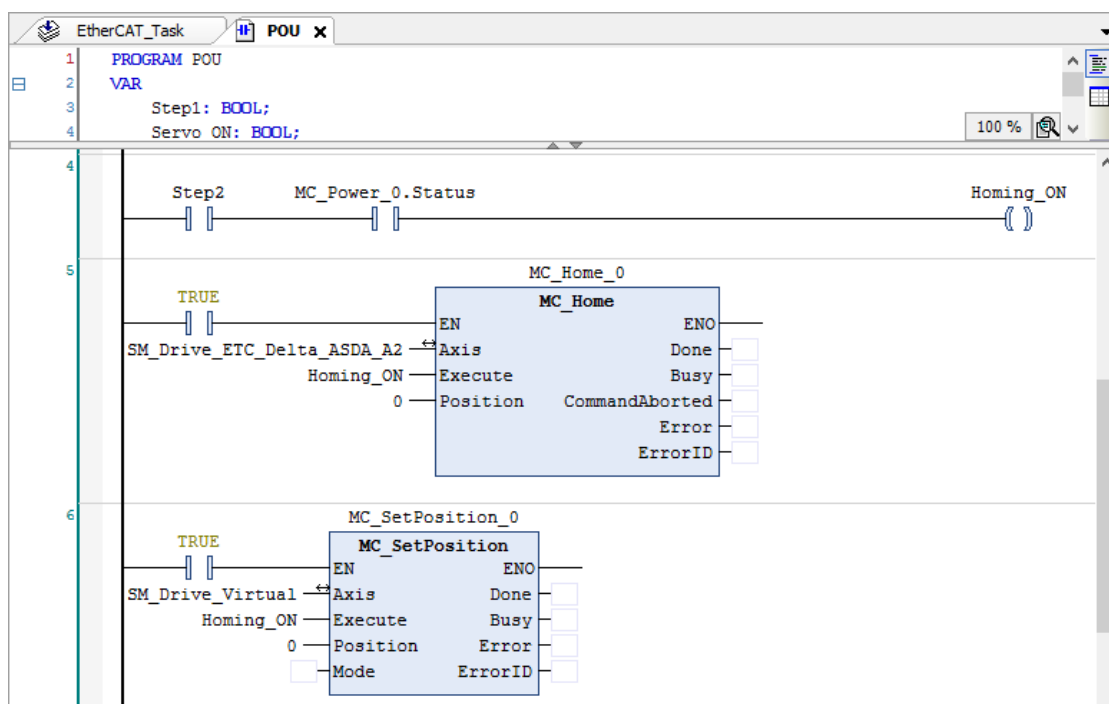 EtherCAT_Task POU
1 PROGRAM POU
2 VAR
3 Step1: BOOL;
4 Servo ON: BOOL;
100 %
4
Step2 MC_Power_0.Status Homing_ON
5
MC_Home_0
TRUE MC_Home
EN ENO
SM_Drive_ETC_Delta_ASDA_A2 Axis Done
Homing_ON Execute Busy
0 Position CommandAborted
Error
ErrorID
6
MC_SetPosition_0
TRUE MC_SetPosition
EN ENO
SM_Drive_Virtual Axis Done
Homing_ON Execute Busy
0 Position Error
Mode ErrorID